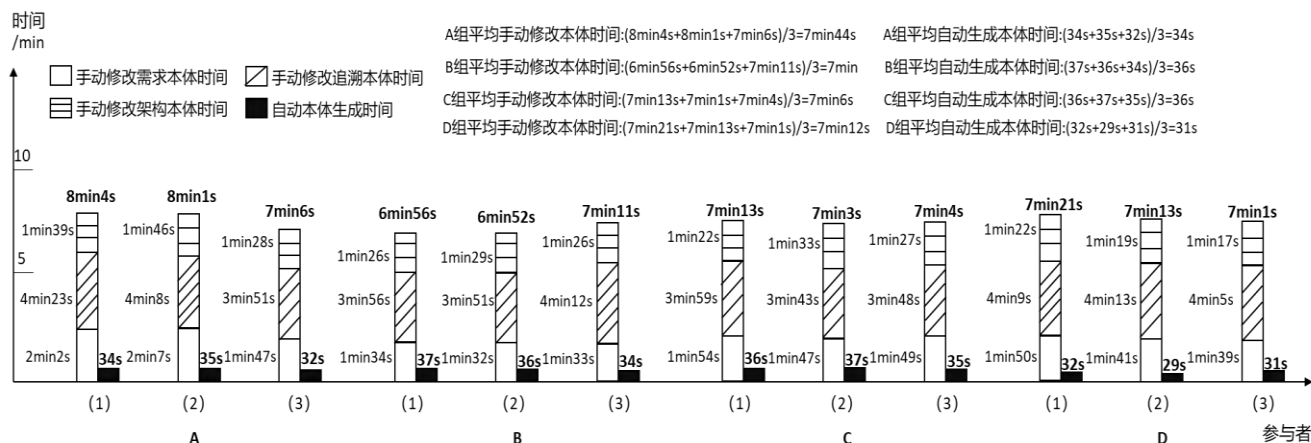 时间
/min
A组平均手动修改本体时间:(8min4s+8min1s+7min6s)/3=7min44s A组平均自动生成本体时间:(34s+35s+32s)/3=34s
B组平均手动修改本体时间:(6min56s+6min52s+7min11s)/3=7min B组平均自动生成本体时间:(37s+36s+34s)/3=36s
C组平均手动修改本体时间:(7min13s+7min1s+7min4s)/3=7min6s C组平均自动生成本体时间:(36s+37s+35s)/3=36s
D组平均手动修改本体时间:(7min21s+7min13s+7min1s)/3=7min12s D组平均自动生成本体时间:(32s+29s+31s)/3=31s
手动修改需求本体时间 手动修改追溯本体时间
手动修改架构本体时间 自动本体生成时间
10
8min4s 8min1s 7min6s 6min56s 6min52s 7min11s 7min13s 7min3s 7min4s 7min21s 7min13s 7min1s
1min39s 1min46s 1min28s 1min26s 1min29s 1min26s 1min22s 1min33s 1min27s 1min22s 1min19s 1min17s
5
4min23s 4min8s 3min51s 3min56s 3min51s 4min12s 3min59s 3min43s 3min48s 4min9s 4min13s 4min5s
2min2s 34s 2min7s 35s 1min47s 32s 1min34s 37s 1min32s 36s 1min33s 34s 1min54s 36s 1min47s 37s 1min49s 35s 1min50s 32s 1min41s 29s 1min39s 31s
(1) (2) (3) (1) (2) (3) (1) (2) (3) (1) (2) (3)
A B C D 参与者